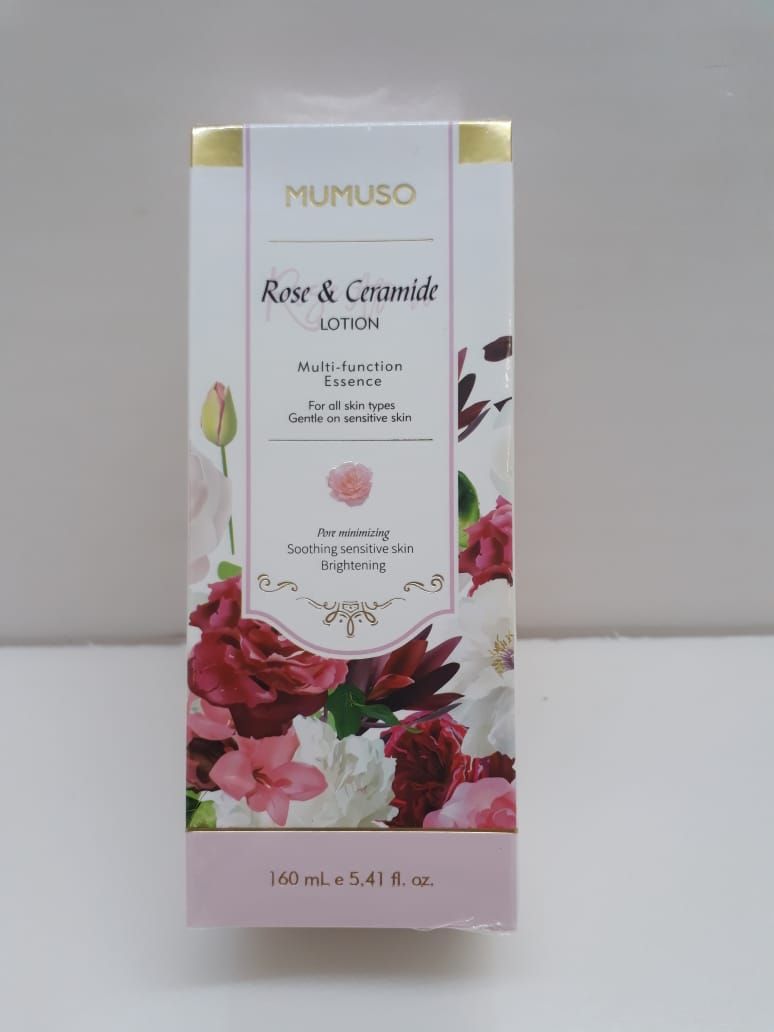 MUMUSO
Rose & Ceramide
LOTION
Multi-function
Essence
For all skin types
Gentle on sensitive skin
Pore minimizing
Soothing sensitive skin
Brightening
160 mL e 5.41 fl. oz.